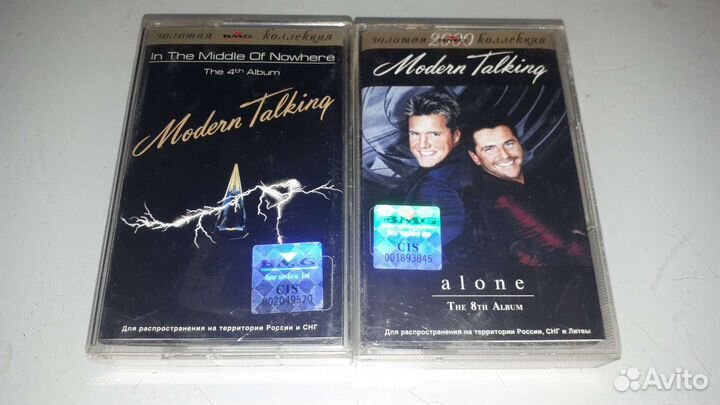 золотая BMG коллекция
In The Middle Of Nowhere
The 4th Album
Modern Talking
BMG
CIS
002049520
Для распространения на территории России и СНГ
золотая 2000 коллекция
Modern Talking
BMG
CIS
001893845
alone
The 8th Album
Для распространения на территории России, СНГ и Литвы
Avito